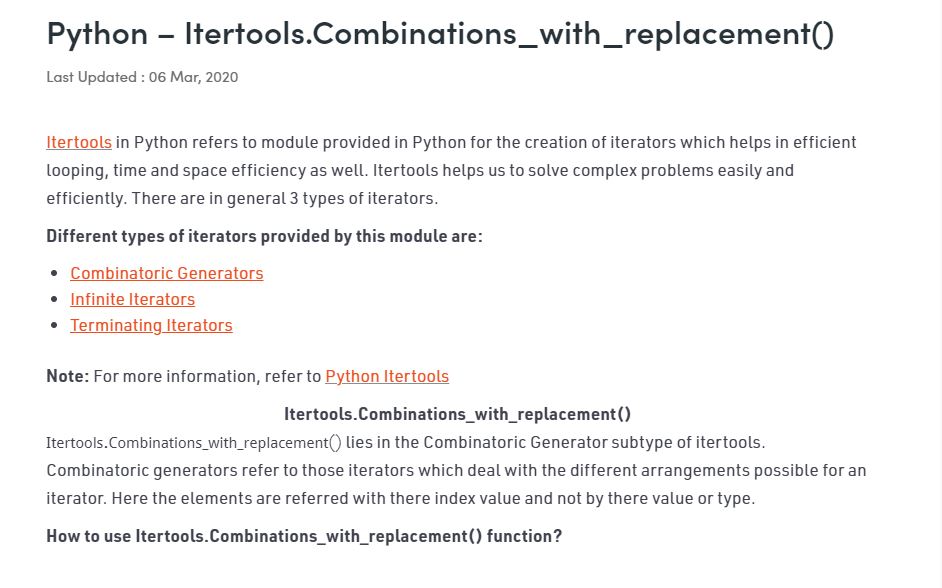 Python – Itertools.Combinations_with_replacement()
Last Updated : 06 Mar, 2020
Itertools in Python refers to module provided in Python for the creation of iterators which helps in efficient
looping, time and space efficiency as well. Itertools helps us to solve complex problems easily and
efficiently. There are in general 3 types of iterators.
Different types of iterators provided by this module are:
• Combinatoric Generators
• Infinite Iterators
• Terminating Iterators
Note: For more information, refer to Python Itertools
Itertools.Combinations_with_replacement()
Itertools.Combinations_with_replacement() lies in the Combinatoric Generator subtype of itertools.
Combinatoric generators refer to those iterators which deal with the different arrangements possible for an
iterator. Here the elements are referred with there index value and not by there value or type.
How to use Itertools.Combinations_with_replacement() function?